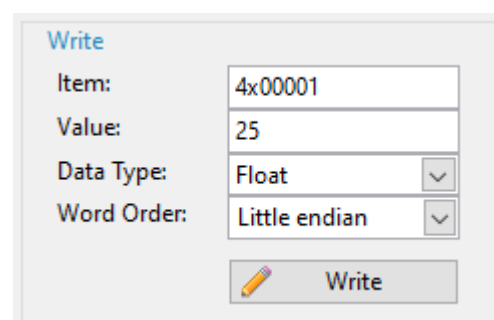 Write
Item: 4x00001
Value: 25
Data Type: Float
Word Order: Little endian
Write